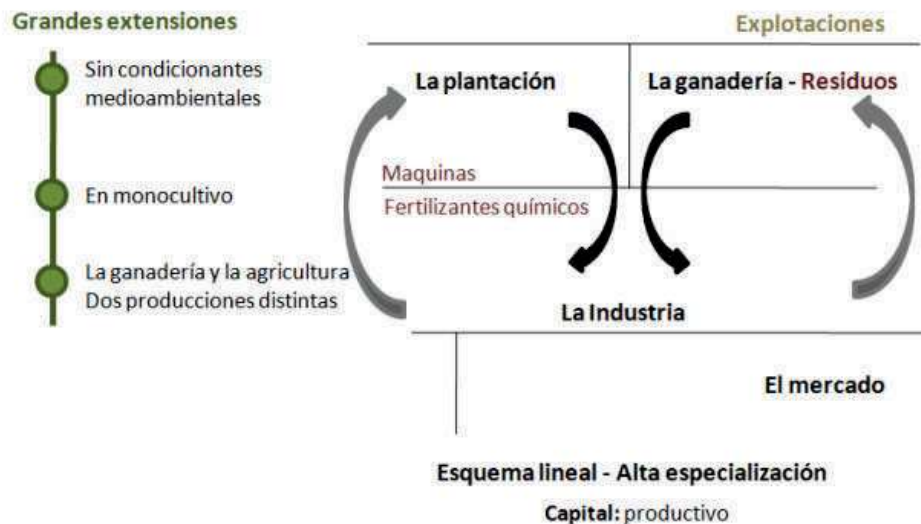 Grandes extensiones
Sin condicionantes
medioambientales
En monocultivo
La ganadería y la agricultura
Dos producciones distintas
Explotaciones
La plantación
La ganadería - Residuos
Maquinas
Fertilizantes químicos
La Industria
El mercado
Esquema lineal - Alta especialización
Capital: productivo